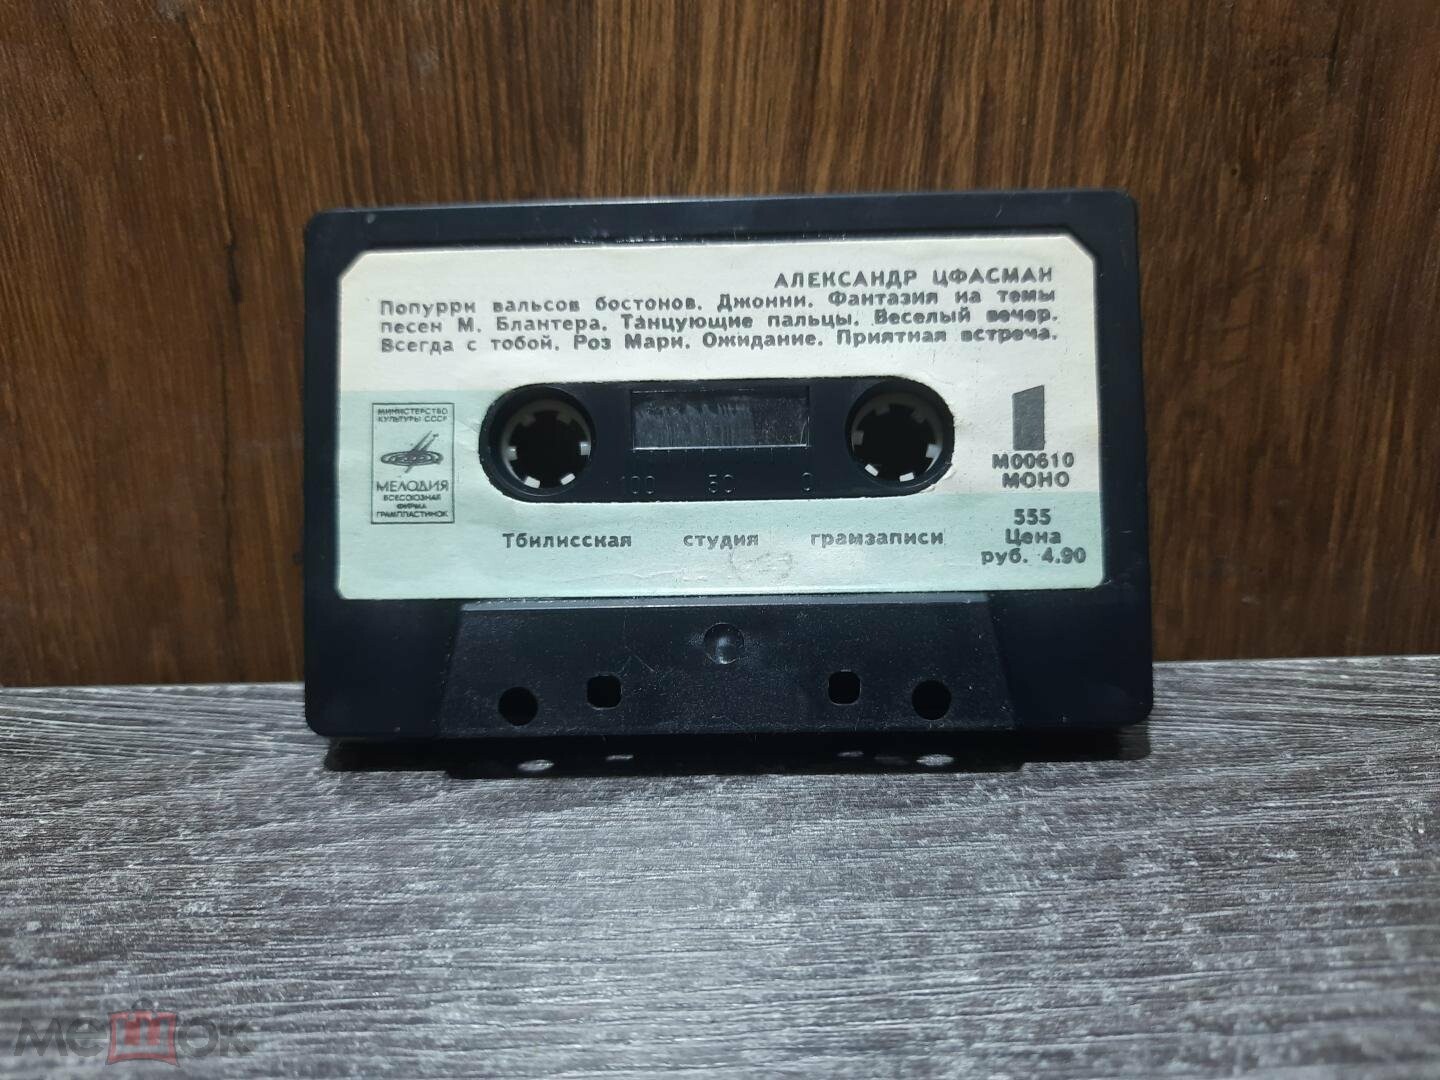 АЛЕКСАНДР ЦФАСМАН
Попурри вальсов бостонов. Джонни. Фантазия на темы
песен М. Блантера. Танцующие пальцы. Веселый вечер.
Всегда с тобой. Роз Мари. Ожидание. Приятная встреча.
МИНИСТЕРСТВО
КУЛЬТУРЫ СССР
МЕЛОДИЯ
ВСЕСОЮЗНАЯ
ФИРМА
ГРАМПЛАСТИНОК
100 50 0
1
М00610
МОНО
Тбилисская студия грамзаписи
555
Цена
руб. 4.90
мешок